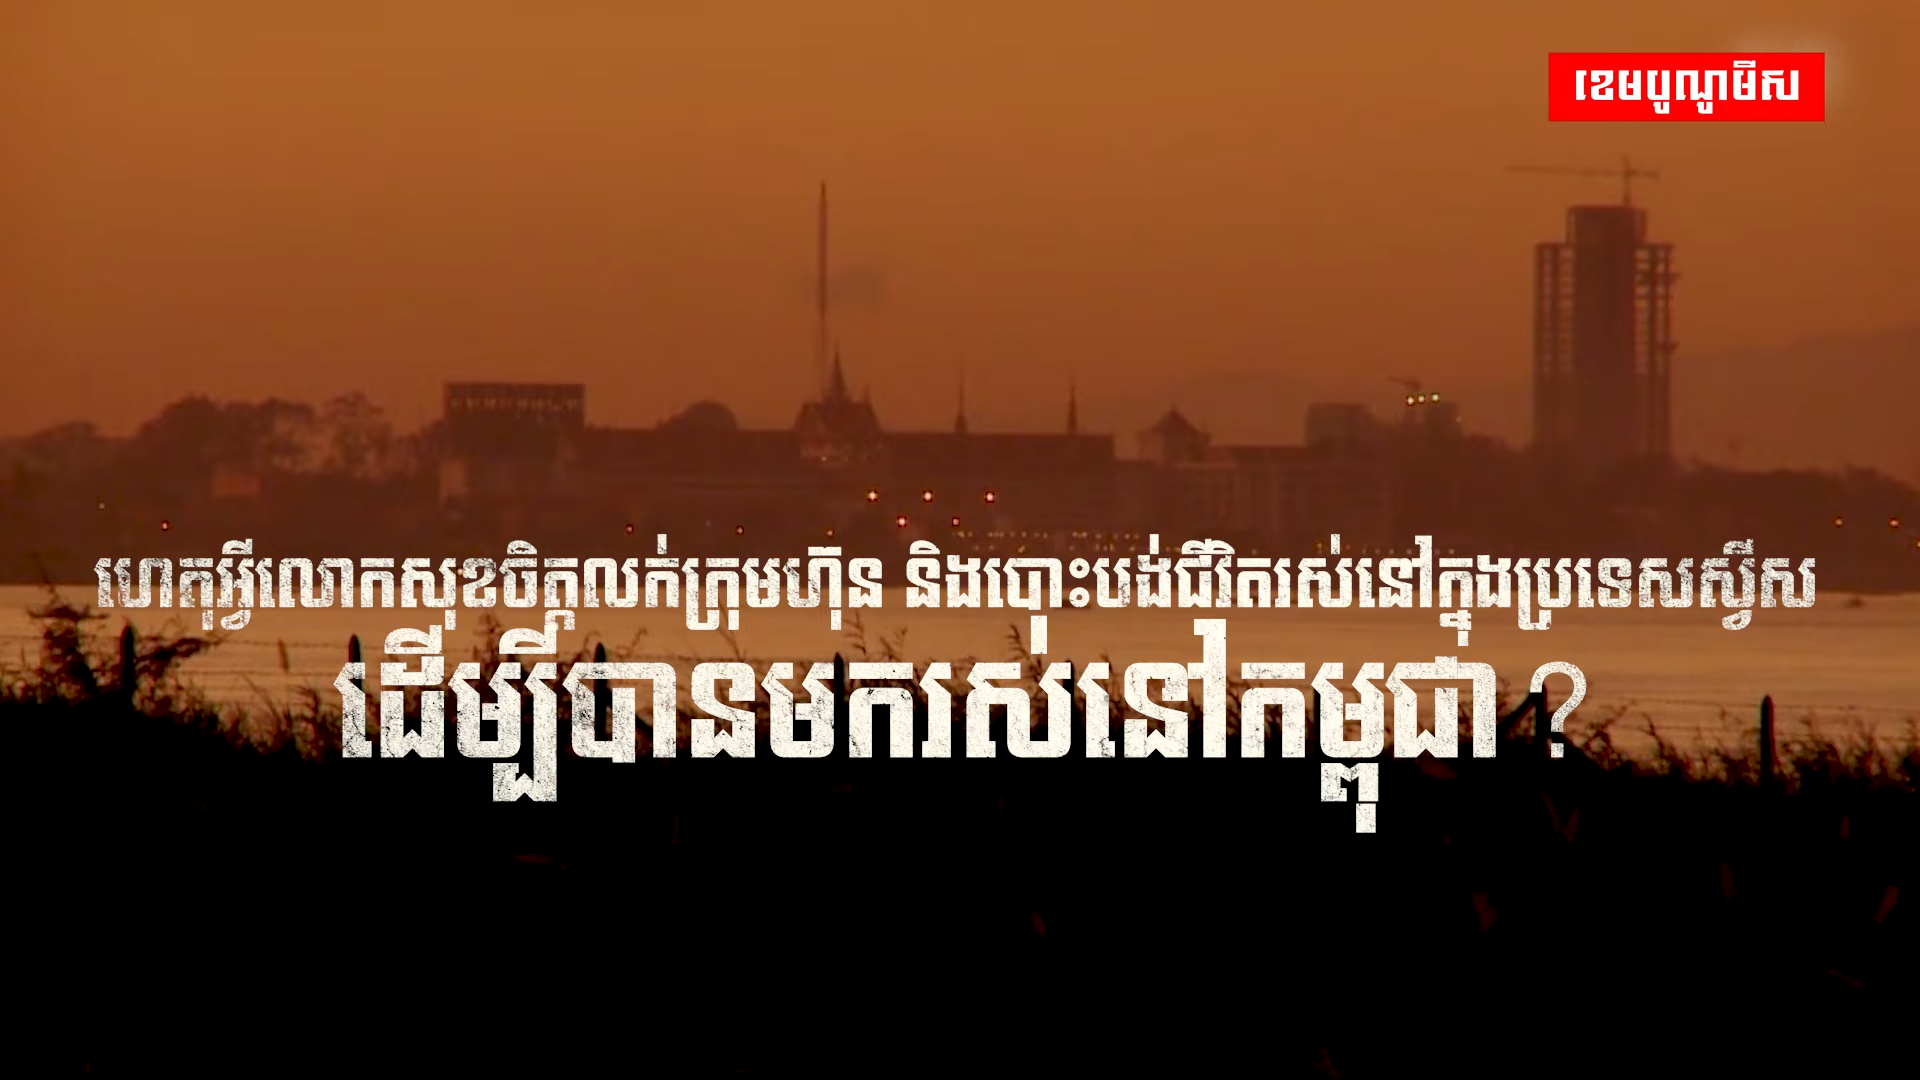 ខេមបូណូមីស
ហេតុអ្វីលោកសុខចិត្តលក់ក្រុមហ៊ុន និងបោះបង់ជីវិតរស់នៅក្នុងប្រទេសស្វីស
ដើម្បីបានមករស់នៅកម្ពុជា ?